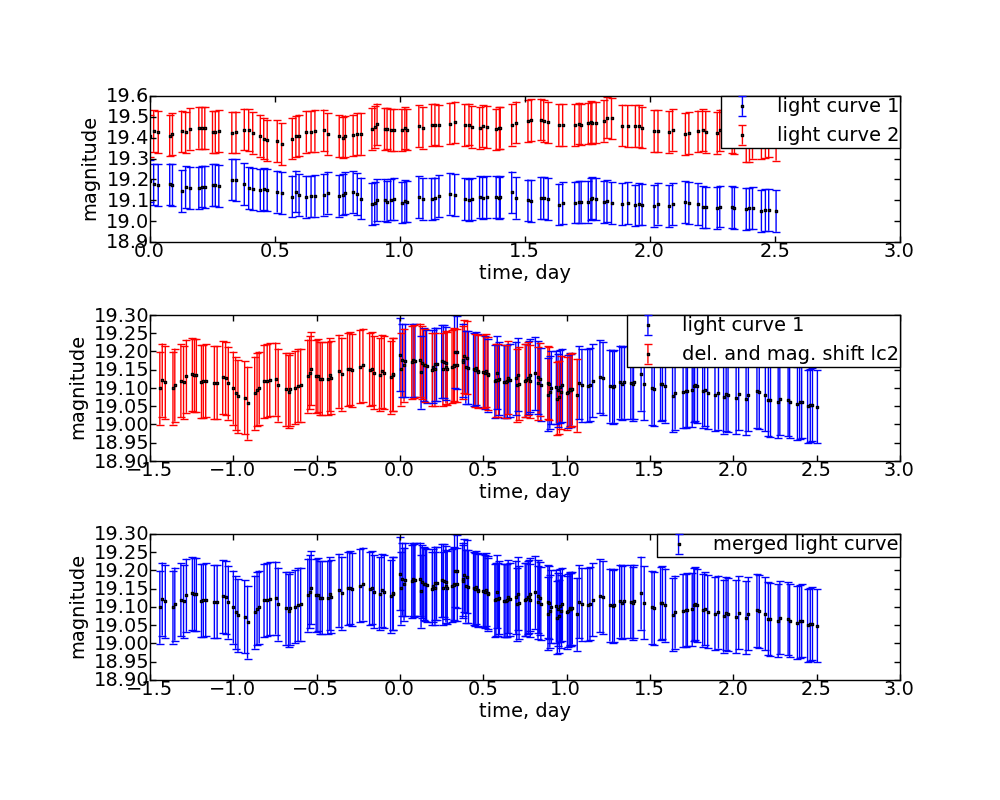 19.6
19.5
19.4
19.3
19.2
19.1
19.0
18.9
magnitude
light curve 1
light curve 2
0.0 0.5 1.0 1.5 2.0 2.5 3.0
time, day
19.30
19.25
19.20
19.15
19.10
19.05
19.00
18.95
18.90
magnitude
light curve 1
del. and mag. shift lc2
−1.5 −1.0 −0.5 0.0 0.5 1.0 1.5 2.0 2.5 3.0
time, day
19.30
19.25
19.20
19.15
19.10
19.05
19.00
18.95
18.90
magnitude
merged light curve
−1.5 −1.0 −0.5 0.0 0.5 1.0 1.5 2.0 2.5 3.0
time, day